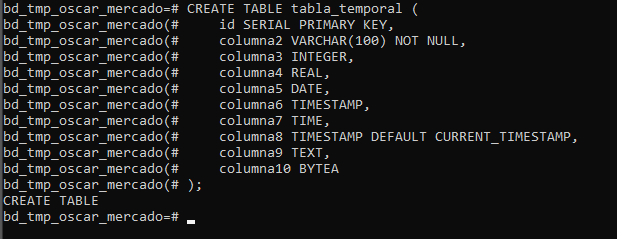 bd_tmp_oscar_mercado=# CREATE TABLE tabla_temporal (
bd_tmp_oscar_mercado(#     id SERIAL PRIMARY KEY,
bd_tmp_oscar_mercado(#     columna2 VARCHAR(100) NOT NULL,
bd_tmp_oscar_mercado(#     columna3 INTEGER,
bd_tmp_oscar_mercado(#     columna4 REAL,
bd_tmp_oscar_mercado(#     columna5 DATE,
bd_tmp_oscar_mercado(#     columna6 TIMESTAMP,
bd_tmp_oscar_mercado(#     columna7 TIME,
bd_tmp_oscar_mercado(#     columna8 TIMESTAMP DEFAULT CURRENT_TIMESTAMP,
bd_tmp_oscar_mercado(#     columna9 TEXT,
bd_tmp_oscar_mercado(#     columna10 BYTEA
bd_tmp_oscar_mercado(# );
CREATE TABLE
bd_tmp_oscar_mercado=#